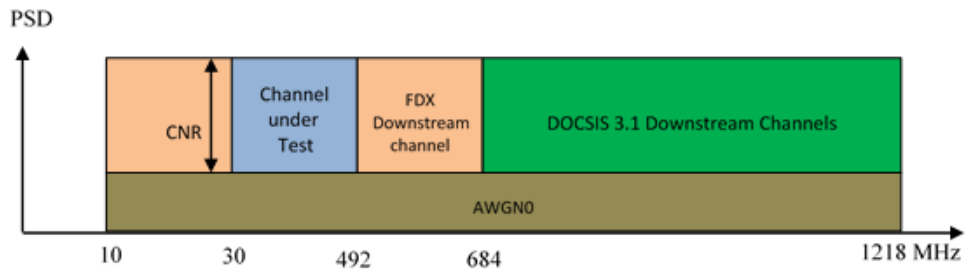 PSD
CNR
Channel
under
Test
FDX
Downstream
channel
DOCSIS 3.1 Downstream Channels
AWGN0
10
30
492
684
1218 MHz